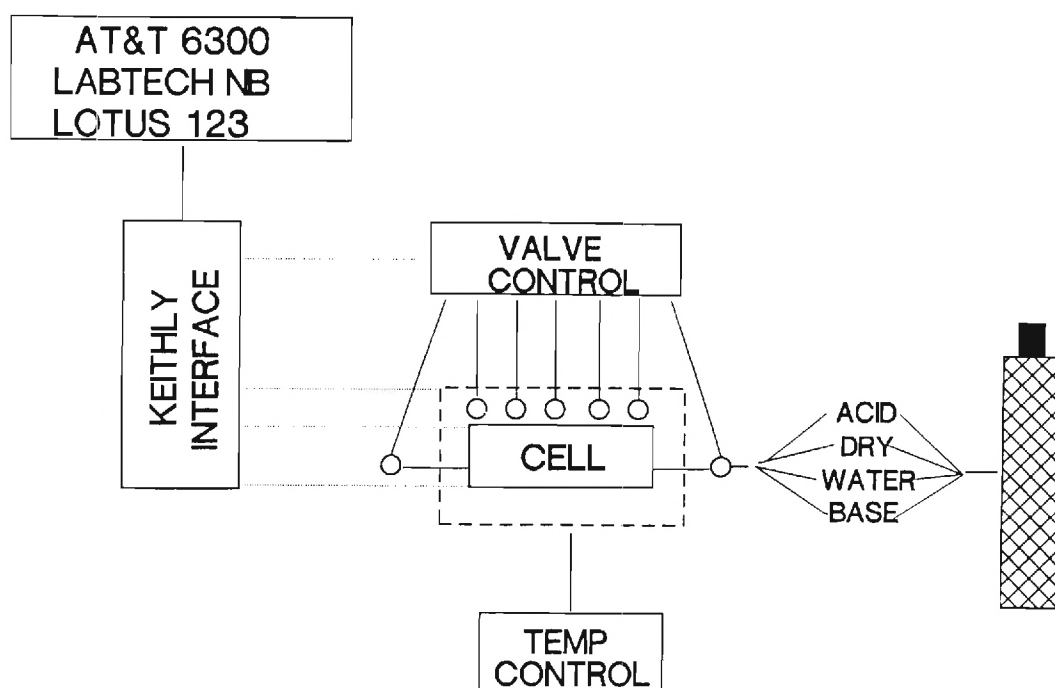 AT&T 6300
LABTECH NB
LOTUS 123
KEITHLY
INTERFACE
VALVE
CONTROL
CELL
ACID
DRY
WATER
BASE
TEMP
CONTROL